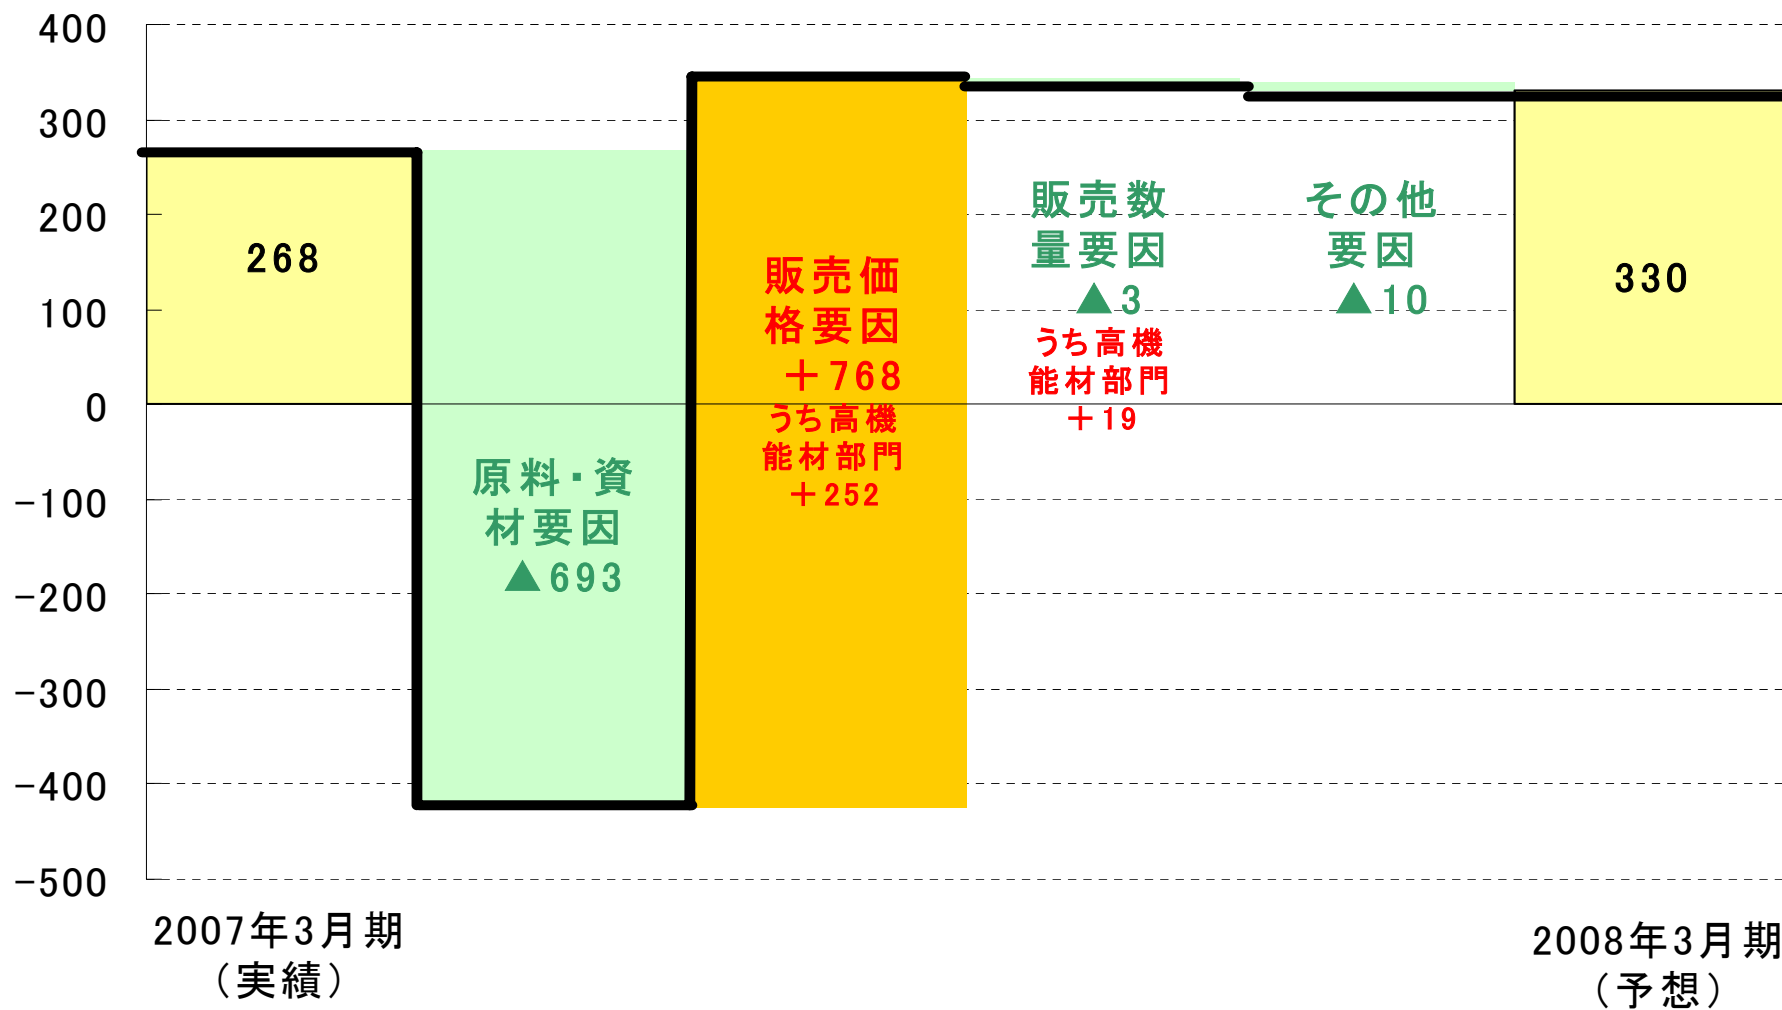 400
300
200
100
0
-100
-200
-300
-400
-500
268
原料・資
材要因
▲693
販売価
格要因
＋768
うち高機
能材部門
＋252
販売数
量要因
▲3
うち高機
能材部門
＋19
その他
要因
▲10
330
2007年3月期
（実績）
2008年3月期
（予想）